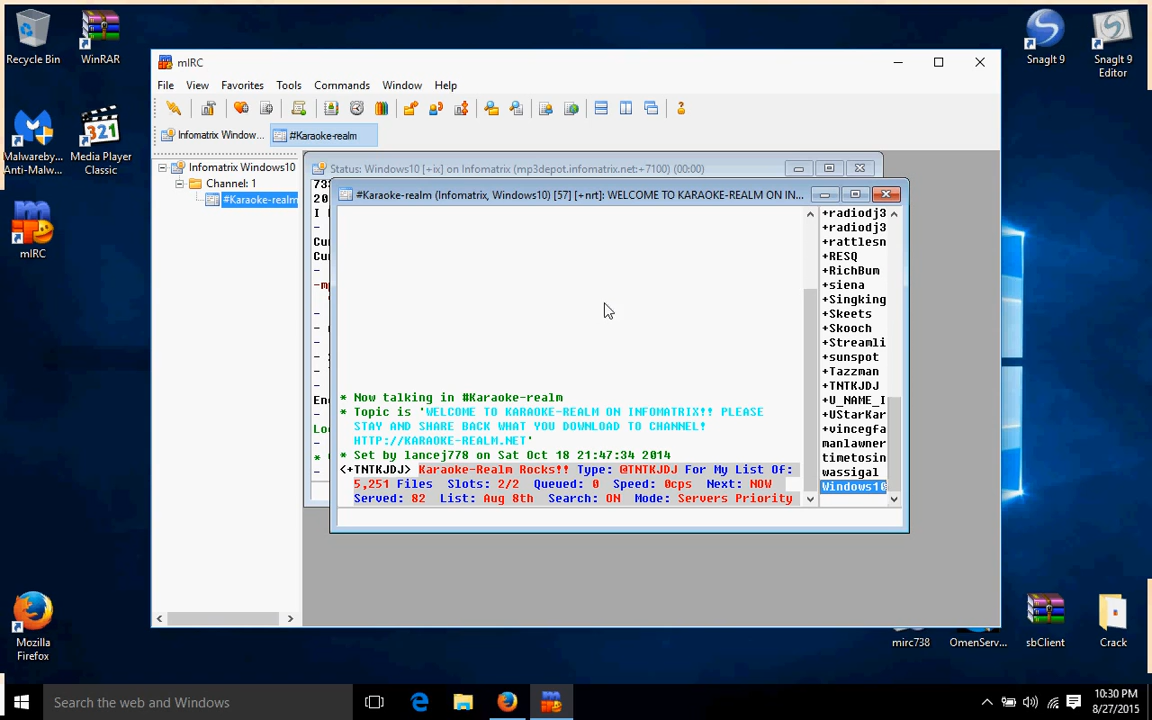 Recycle Bin
WinRAR
Malwareby...
Anti-Malw...
Media Player
Classic
mIRC
Mozilla
Firefox
SnagIt 9
SnagIt 9
Editor
mIRC
File View Favorites Tools Commands Window Help
Infomatrix Window... #Karaoke-realm
Infomatrix Windows10
Channel: 1
#Karaoke-realm
Status: Windows10 [+ix] on Infomatrix (mp3depot.infomatrix.net:+7100) (00:00)
#Karaoke-realm (Infomatrix, Windows10) [57] [+nrt]: WELCOME TO KARAOKE-REALM ON IN...
* Now talking in #Karaoke-realm
* Topic is 'WELCOME TO KARAOKE-REALM ON INFOMATRIX!! PLEASE
STAY AND SHARE BACK WHAT YOU DOWNLOAD TO CHANNEL!
HTTP://KARAOKE-REALM.NET'
* Set by lancej778 on Sat Oct 18 21:47:34 2014
<+TNTKJDJ> Karaoke-Realm Rocks!! Type: @TNTKJDJ For My List Of:
5,251 Files Slots: 2/2 Queued: 0 Speed: 0cps Next: NOW
Served: 82 List: Aug 8th Search: ON Mode: Servers Priority
+radiodj3
+radiodj3
+rattlesn
+RESQ
+RichBum
+siena
+Singking
+Skeets
+Skooch
+Streamli
+sunspot
+Tazzman
+TNTKJDJ
+U_NAME_I
+UStarKar
+vincegfa
manlawner
timetosin
wassigal
Windows10
mirc738
OmenServ...
sbClient
Crack
Search the web and Windows
10:30 PM
8/27/2015